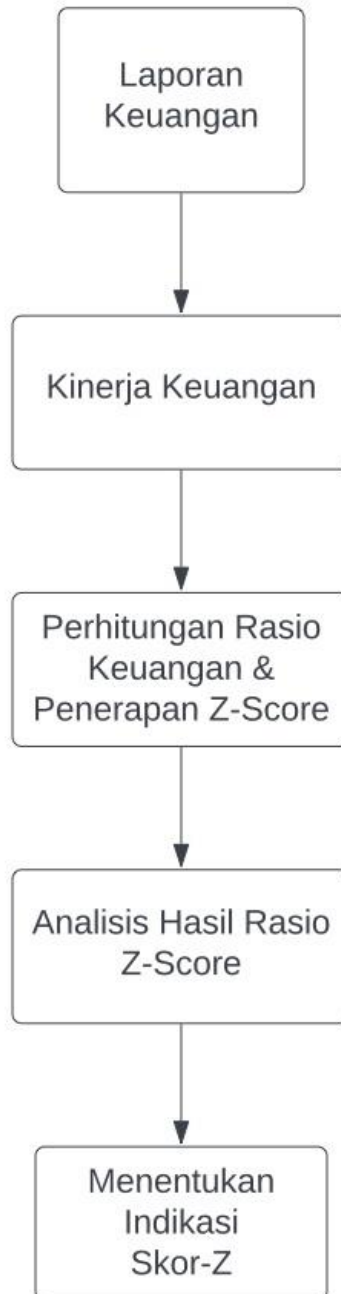 Laporan
Keuangan
Kinerja Keuangan
Perhitungan Rasio
Keuangan &
Penerapan Z-Score
Analisis Hasil Rasio
Z-Score
Menentukan
Indikasi
Skor-Z